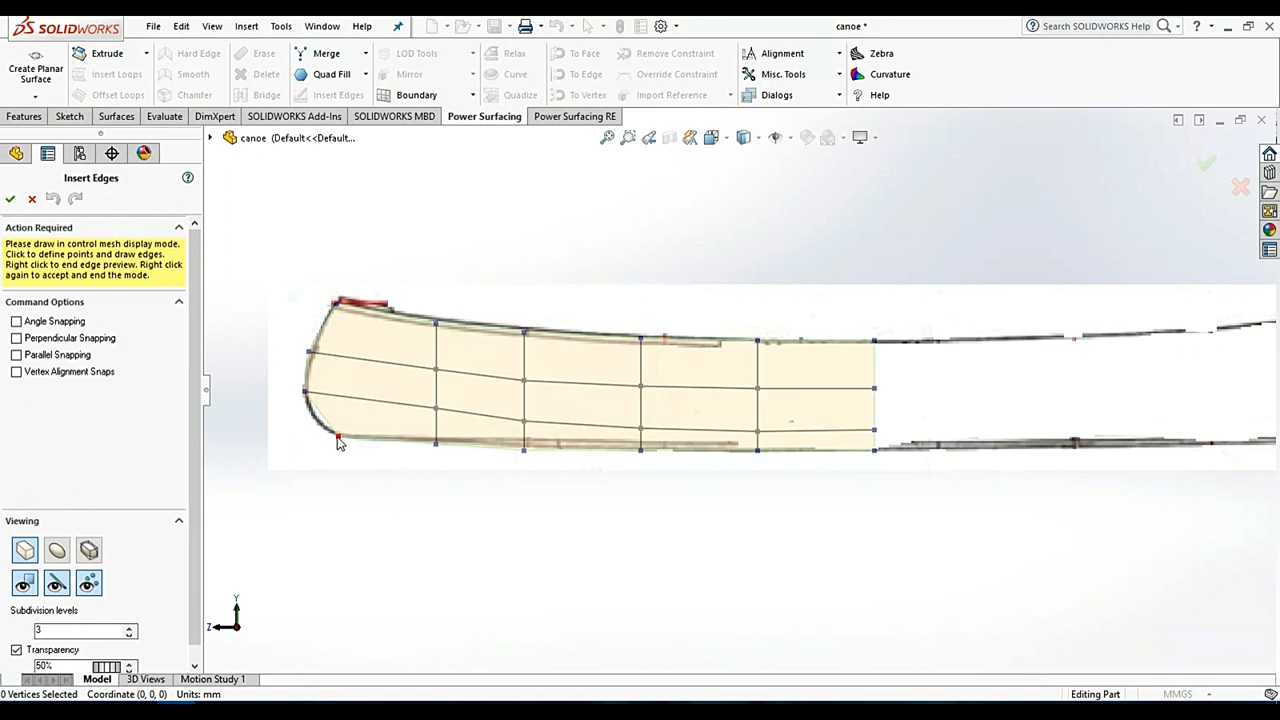 SOLIDWORKS File Edit View Insert Tools Window Help canoe * Search SOLIDWORKS Help
Create Planar Surface
Extrude Hard Edge Erase Merge LOD Tools Relax To Face Remove Constraint Alignment Zebra
Insert Loops Smooth Delete Quad Fill Mirror Curve To Edge Override Constraint Misc. Tools Curvature
Offset Loops Chamfer Bridge Insert Edges Boundary Quadize To Vertex Import Reference Dialogs Help
Features Sketch Surfaces Evaluate DimXpert SOLIDWORKS Add-Ins SOLIDWORKS MBD Power Surfacing Power Surfacing RE
canoe (Default<<Default...
Insert Edges
Action Required
Please draw in control mesh display mode.
Click to define points and draw edges.
Right click to end edge preview. Right click
again to accept and end the mode.
Command Options
Angle Snapping
Perpendicular Snapping
Parallel Snapping
Vertex Alignment Snaps
Viewing
Subdivision levels
3
Transparency
50%
Y
Z
Model 3D Views Motion Study 1
0 Vertices Selected Coordinate (0, 0, 0) Units: mm Editing Part MMGS